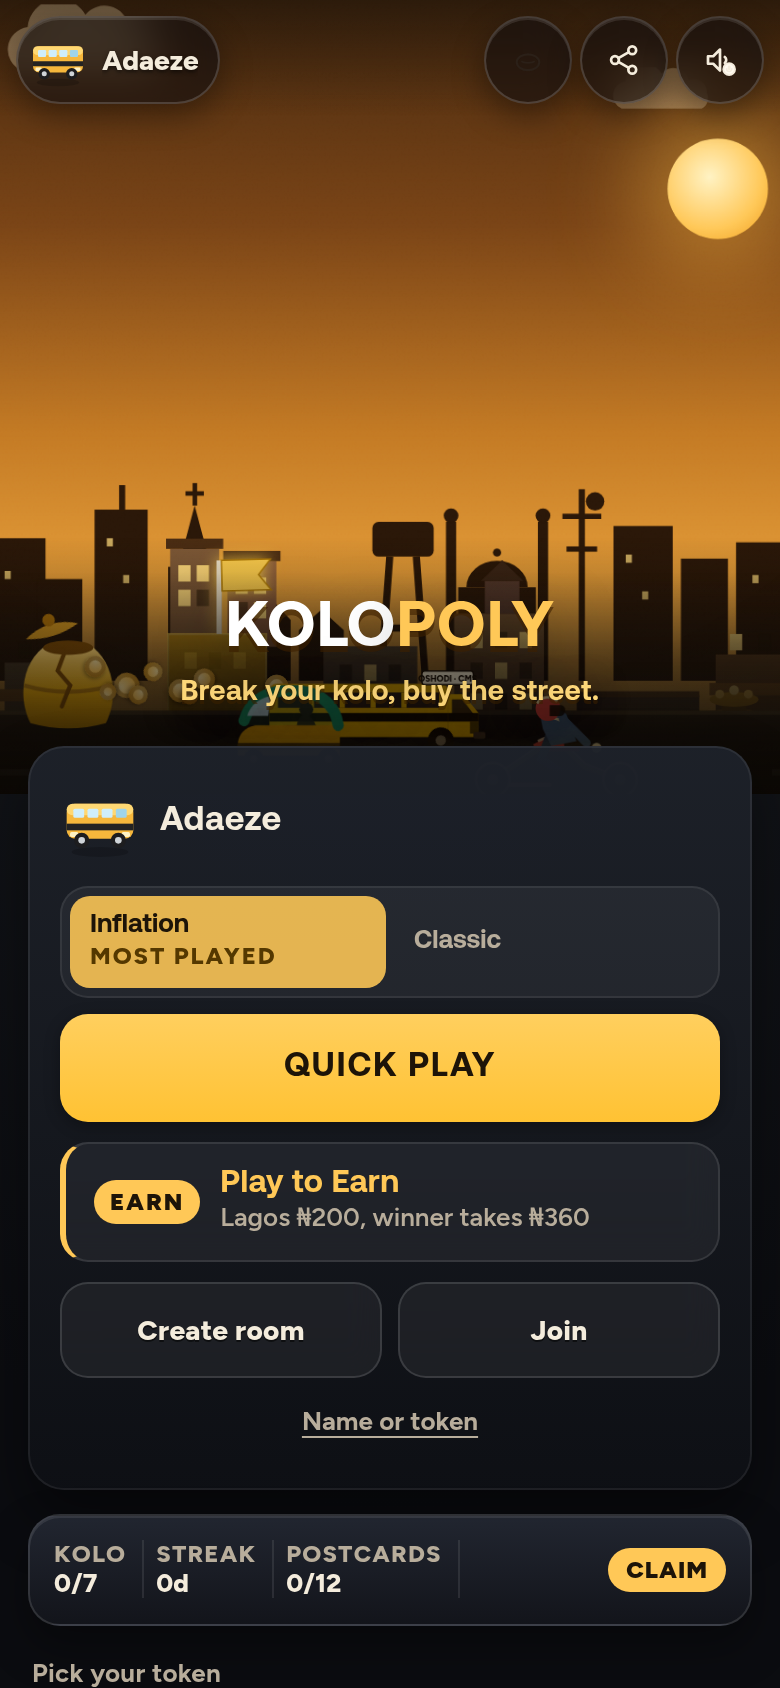 Adaeze
KOLOPOLY
OSHODI · CM
Break your kolo, buy the street.
Adaeze
Inflation
MOST PLAYED
Classic
QUICK PLAY
EARN
Play to Earn
Lagos ₦200, winner takes ₦360
Create room
Join
Name or token
KOLO
0/7
STREAK
0d
POSTCARDS
0/12
CLAIM
Pick your token